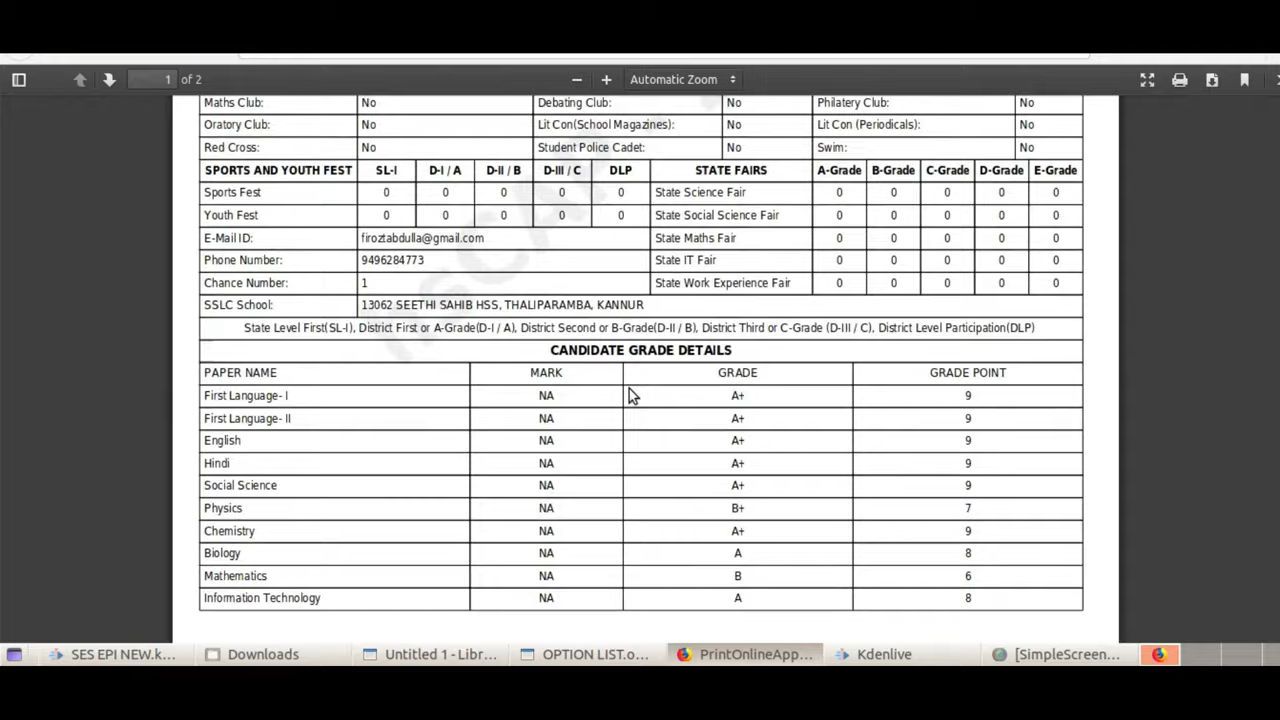 1 of 2 Automatic Zoom
Maths Club: No Debating Club: No Philatery Club: No
Oratory Club: No Lit Con(School Magazines): No Lit Con (Periodicals): No
Red Cross: No Student Police Cadet: No Swim: No
SPORTS AND YOUTH FEST SL-I D-I / A D-II / B D-III / C DLP STATE FAIRS A-Grade B-Grade C-Grade D-Grade E-Grade
Sports Fest 0 0 0 0 0 State Science Fair 0 0 0 0 0
Youth Fest 0 0 0 0 0 State Social Science Fair 0 0 0 0 0
E-Mail ID: firoztabdulla@gmail.com State Maths Fair 0 0 0 0 0
Phone Number: 9496284773 State IT Fair 0 0 0 0 0
Chance Number: 1 State Work Experience Fair 0 0 0 0 0
SSLC School: 13062 SEETHI SAHIB HSS, THALIPARAMBA, KANNUR
State Level First(SL-I), District First or A-Grade(D-I / A), District Second or B-Grade(D-II / B), District Third or C-Grade (D-III / C), District Level Participation(DLP)
CANDIDATE GRADE DETAILS
PAPER NAME MARK GRADE GRADE POINT
First Language- I NA A+ 9
First Language- II NA A+ 9
English NA A+ 9
Hindi NA A+ 9
Social Science NA A+ 9
Physics NA B+ 7
Chemistry NA A+ 9
Biology NA A 8
Mathematics NA B 6
Information Technology NA A 8
SES EPI NEW.k... Downloads Untitled 1 - Libr... OPTION LIST.o... PrintOnlineApp... Kdenlive [SimpleScreen...